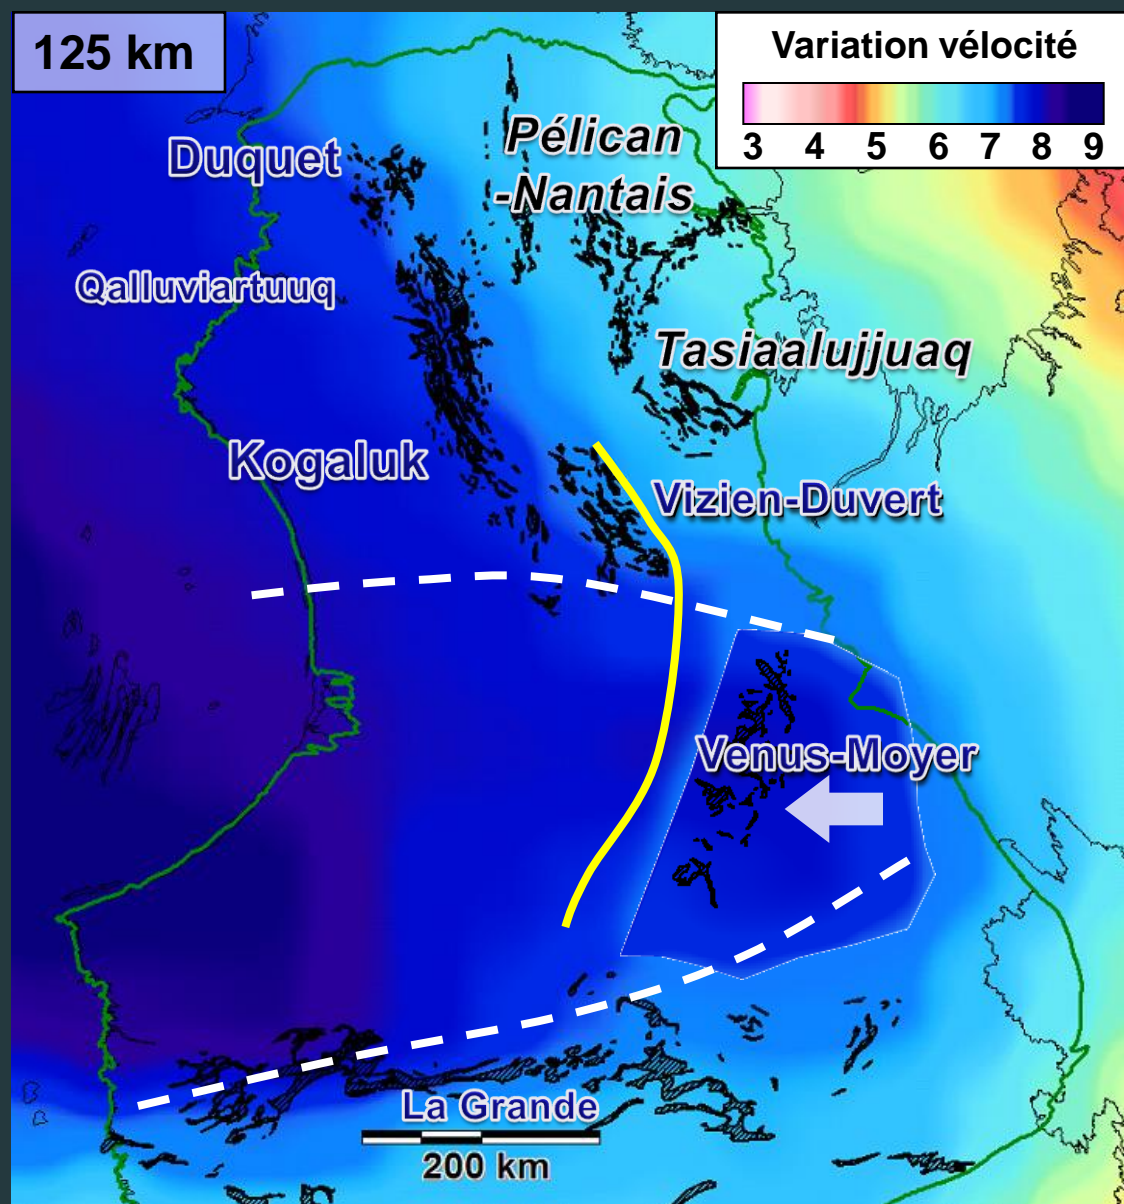 125 km
Variation vélocité
3 4 5 6 7 8 9
Pélican
-Nantais
Duquet
Qalluviartuuq
Tasiaalujjuaq
Kogaluk
Vizien-Duvert
Venus-Moyer
La Grande
200 km